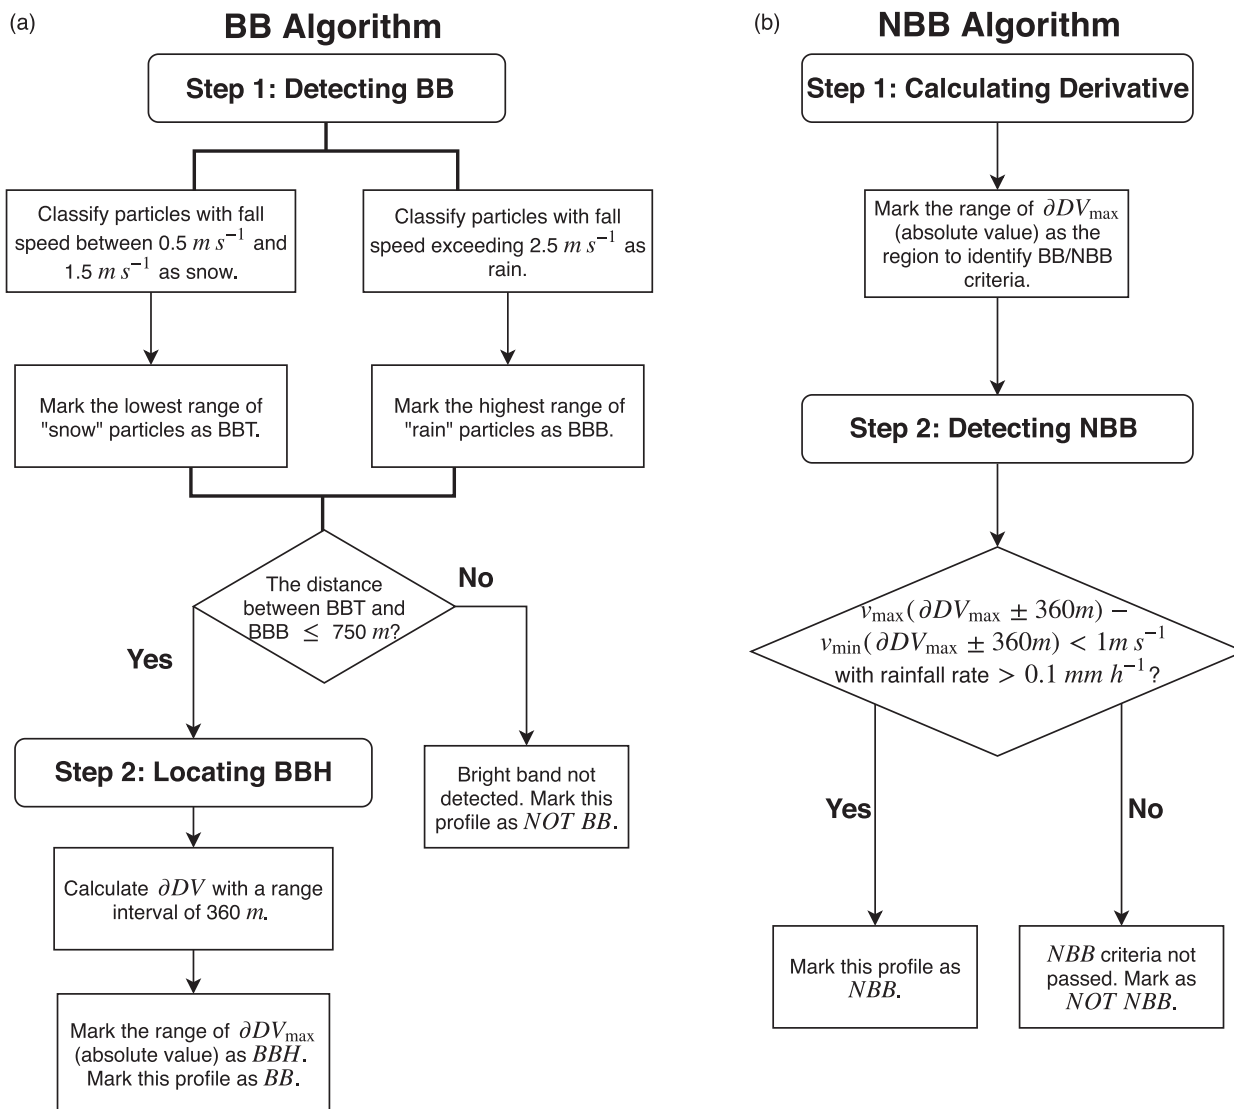 (a)
BB Algorithm
Step 1: Detecting BB
Classify particles with fall
speed between 0.5 m s⁻¹ and
1.5 m s⁻¹ as snow.
Classify particles with fall
speed exceeding 2.5 m s⁻¹ as
rain.
Mark the lowest range of
"snow" particles as BBT.
Mark the highest range of
"rain" particles as BBB.
The distance
between BBT and
BBB ≤ 750 m?
Yes
No
Step 2: Locating BBH
Bright band not
detected. Mark this
profile as NOT BB.
Calculate ∂DV with a range
interval of 360 m.
Mark the range of ∂DVmax
(absolute value) as BBH.
Mark this profile as BB.
(b)
NBB Algorithm
Step 1: Calculating Derivative
Mark the range of ∂DVmax
(absolute value) as the
region to identify BB/NBB
criteria.
Step 2: Detecting NBB
vmax(∂DVmax ± 360m) −
vmin(∂DVmax ± 360m) < 1m s⁻¹
with rainfall rate > 0.1 mm h⁻¹?
Yes
No
Mark this profile as
NBB.
NBB criteria not
passed. Mark as
NOT NBB.